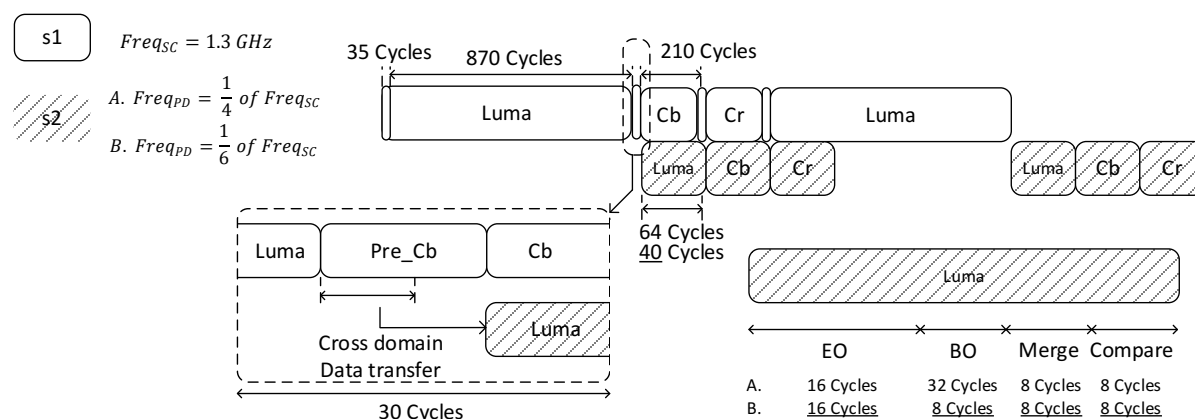 s1
Freq_SC = 1.3 GHz
s2
A. Freq_PD = 1/4 of Freq_SC
B. Freq_PD = 1/6 of Freq_SC
35 Cycles
870 Cycles
210 Cycles
Luma
Cb
Cr
Luma
Luma
Cb
Cr
Luma
Cb
Cr
64 Cycles
40 Cycles
Luma
Pre_Cb
Cb
Luma
Cross domain
Data transfer
30 Cycles
Luma
EO BO Merge Compare
A. 16 Cycles 32 Cycles 8 Cycles 8 Cycles
B. 16 Cycles 8 Cycles 8 Cycles 8 Cycles